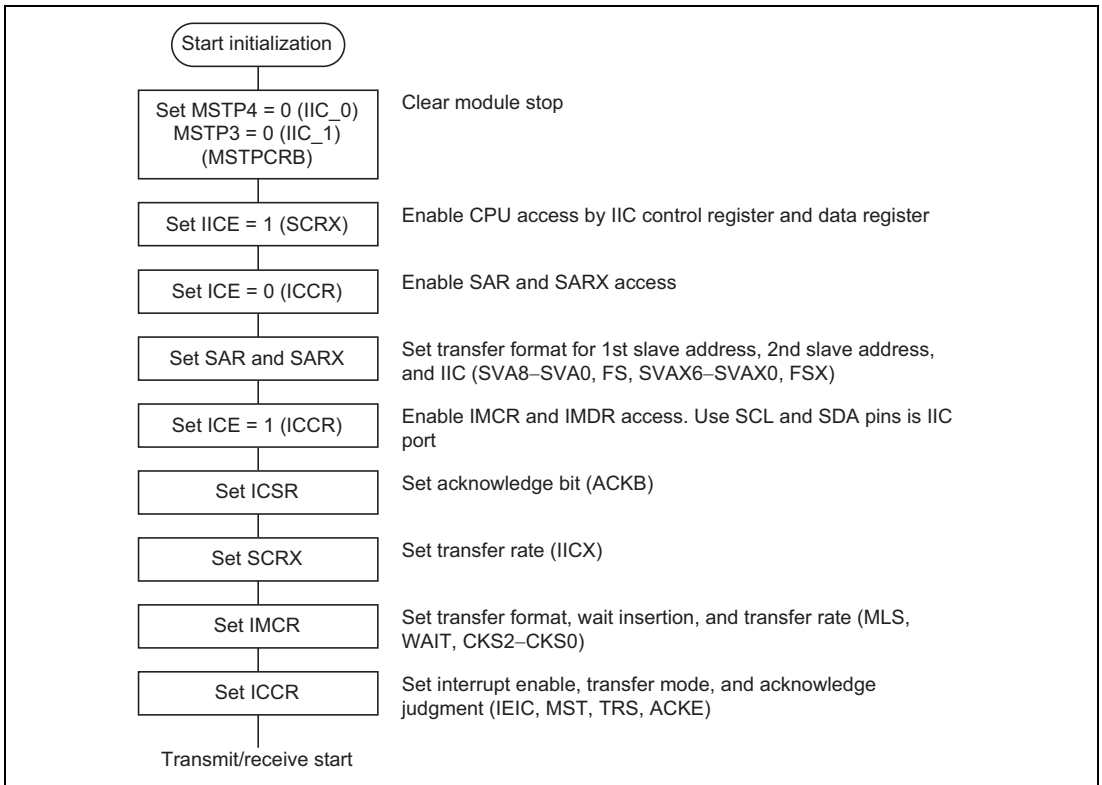 Start initialization
Set MSTP4 = 0 (IIC_0)
MSTP3 = 0 (IIC_1)
(MSTPCRB)
Clear module stop
Set IICE = 1 (SCRX)
Enable CPU access by IIC control register and data register
Set ICE = 0 (ICCR)
Enable SAR and SARX access
Set SAR and SARX
Set transfer format for 1st slave address, 2nd slave address,
and IIC (SVA8–SVA0, FS, SVAX6–SVAX0, FSX)
Set ICE = 1 (ICCR)
Enable IMCR and IMDR access. Use SCL and SDA pins is IIC
port
Set ICSR
Set acknowledge bit (ACKB)
Set SCRX
Set transfer rate (IICX)
Set IMCR
Set transfer format, wait insertion, and transfer rate (MLS,
WAIT, CKS2–CKS0)
Set ICCR
Set interrupt enable, transfer mode, and acknowledge
judgment (IEIC, MST, TRS, ACKE)
Transmit/receive start